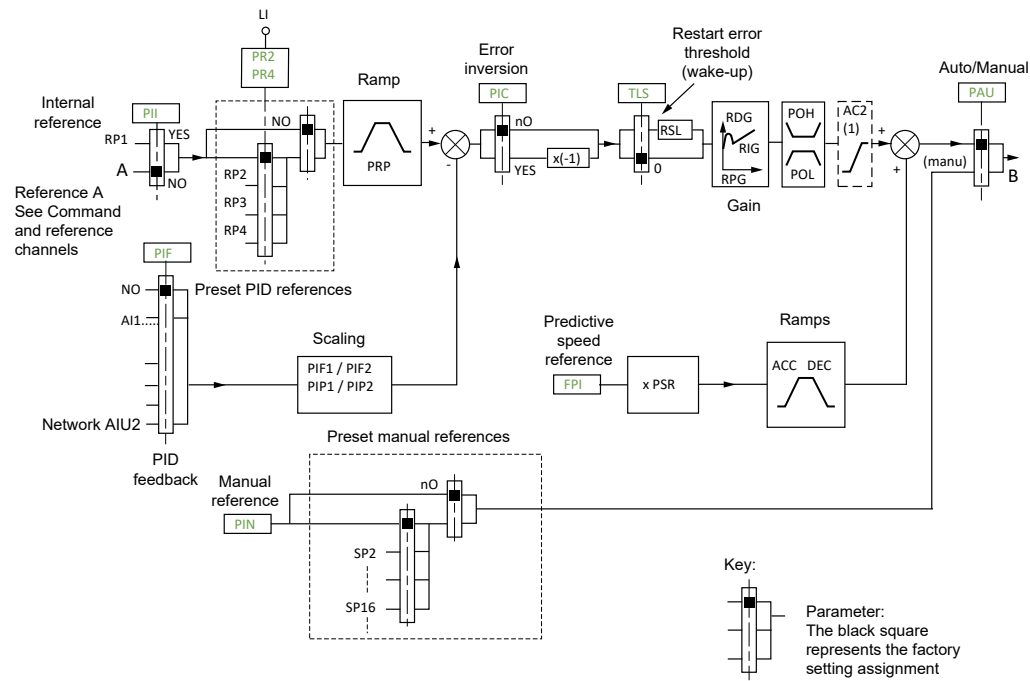 LI
PR2
PR4
Internal
reference
PII
YES
RP1
A
NO
Reference A
See Command
and reference
channels
NO
RP2
RP3
RP4
Preset PID references
Ramp
PRP
+
-
Error
inversion
PIC
nO
YES
x(-1)
Restart error
threshold
(wake-up)
TLS
RSL
0
RDG
RIG
RPG
Gain
POH
POL
AC2
(1)
+
+
Auto/Manual
PAU
(manu)
B
PIF
NO
AI1.....
Network AIU2
PID
feedback
Scaling
PIF1 / PIF2
PIP1 / PIP2
Predictive
speed
reference
FPI
x PSR
Ramps
ACC DEC
Preset manual references
Manual
reference
PIN
nO
SP2
SP16
Key:
Parameter:
The black square
represents the factory
setting assignment